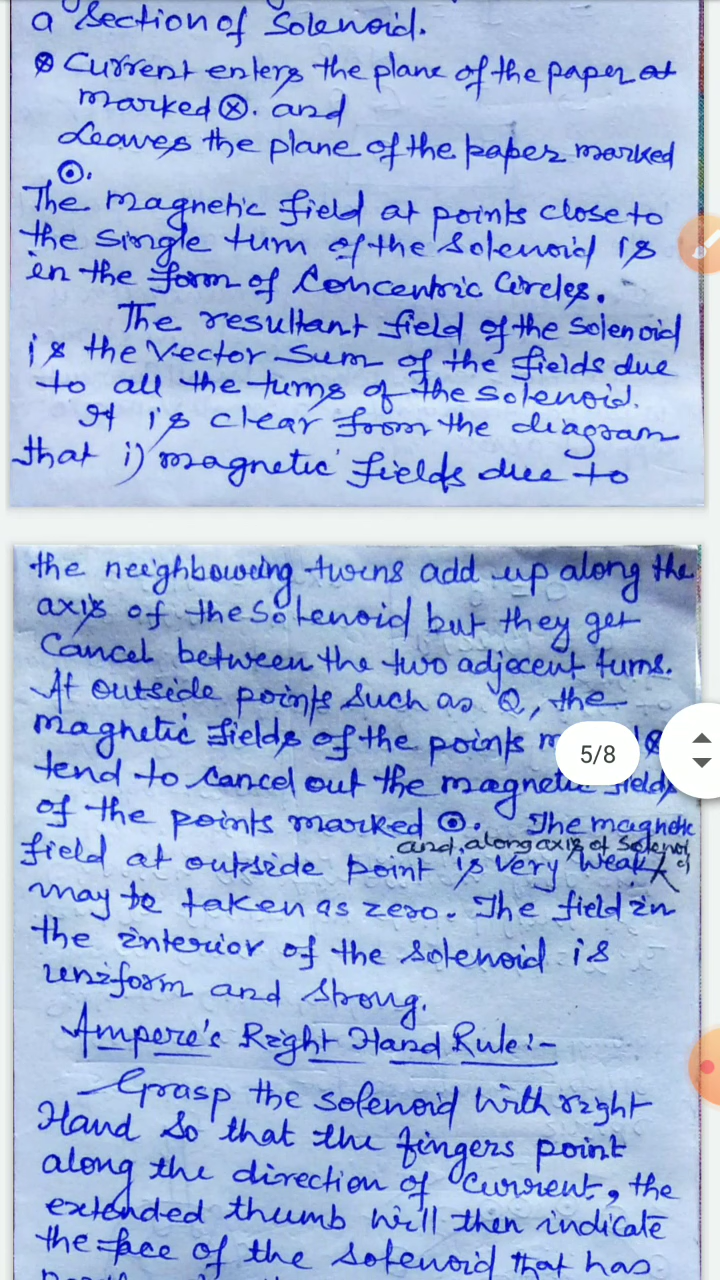 a Section of Solenoid.
⊗ Current enters the plane of the paper at
marked ⊗. and
Leaves the plane of the paper marked
⊙.
The magnetic field at points close to
the single turn of the Solenoid is
in the form of Concentric Circles.
The resultant field of the solenoid
is the vector sum of the fields due
to all the turns of the solenoid.
It is clear from the diagram
that i) magnetic fields due to
the neighbouring turns add up along the
axis of the Solenoid but they get
Cancel between the two adjecent turns.
At outside points such as Q, the
magnetic fields of the points
5/8
tend to Cancel out the magnetic fields
of the points marked ⊙. The magnetic
and, along axis of Solenoid
field at outside point is very weak
may be taken as zero. The field in
the interior of the solenoid is
uniform and strong.
Ampere's Right Hand Rule:-
Grasp the solenoid with right
Hand So that the fingers point
along the direction of Current, the
extended thumb will then indicate
the face of the solenoid that has